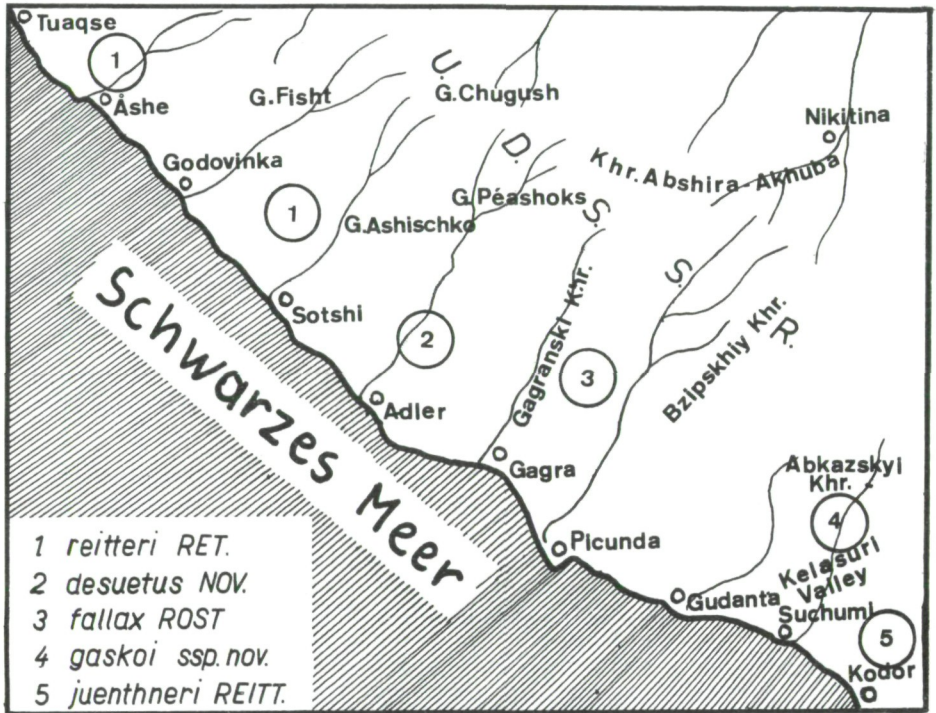 Tuaqse
1
Åshe
G.Fisht
U.
G.Chugush
Nikitina
Godovinka
D.
Khr.Abshira-Akhuba
1
G.Péashoks
S.
G.Ashischko
S.
Sotshi
2
Gagranski Khr.
3
Bzipskhiy Khr.
R.
Adler
Gagra
Schwarzes Meer
Abkazskyi
Khr.
4
Picunda
Kelasuri
Valley
Gudanta
Suchumi
5
Kodor
1 reitteri RET.
2 desuetus NOV.
3 fallax ROST
4 gaskoi ssp. nov.
5 juenthneri REITT.